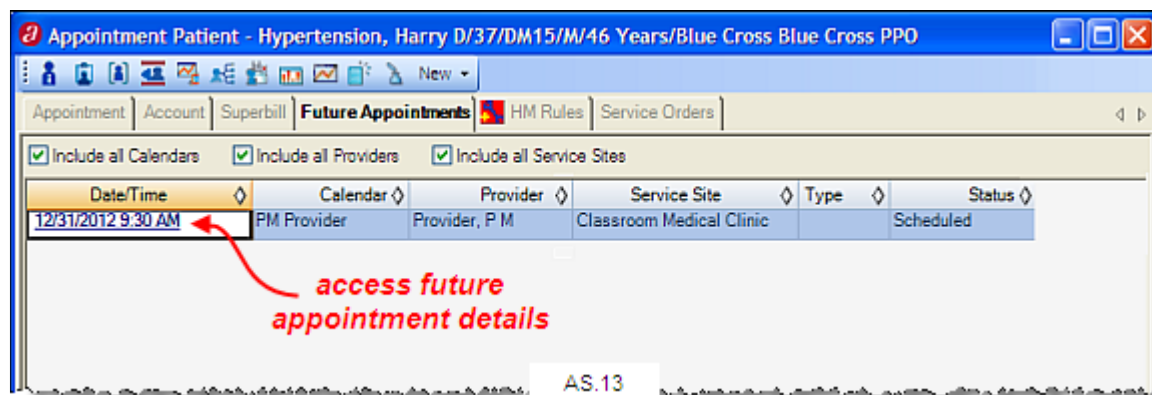 Appointment Patient - Hypertension, Harry D/37/DM15/M/46 Years/Blue Cross Blue Cross PPO
New
Appointment Account Superbill Future Appointments HM Rules Service Orders
Include all Calendars Include all Providers Include all Service Sites
Date/Time Calendar Provider Service Site Type Status
12/31/2012 9:30 AM PM Provider Provider, P M Classroom Medical Clinic Scheduled
access future
appointment details
AS.13